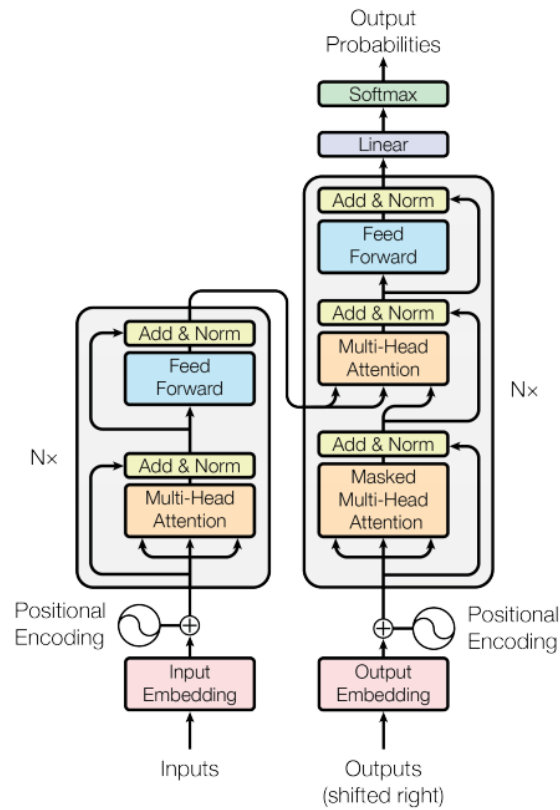 Output
Probabilities
Softmax
Linear
Add & Norm
Feed
Forward
Add & Norm
Multi-Head
Attention
Add & Norm
Masked
Multi-Head
Attention
N×
Add & Norm
Feed
Forward
Add & Norm
Multi-Head
Attention
N×
Positional
Encoding
Positional
Encoding
Input
Embedding
Output
Embedding
Inputs
Outputs
(shifted right)